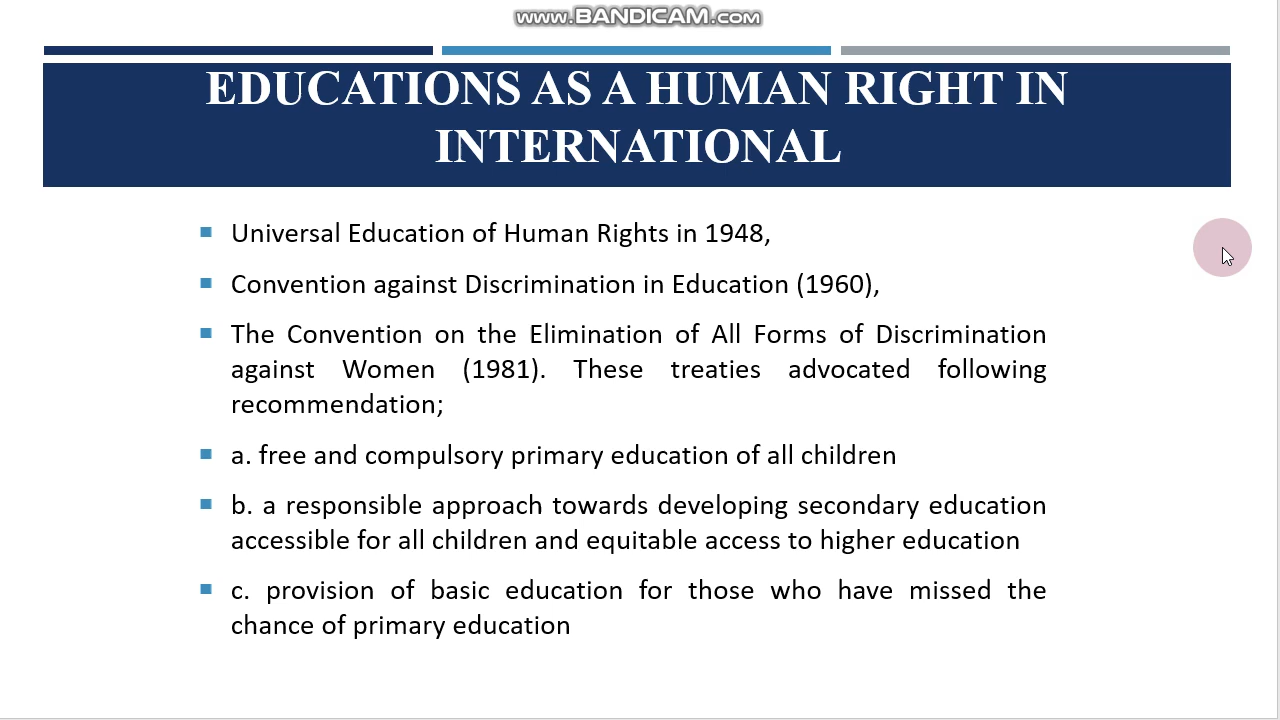 www.BANDICAM.com
EDUCATIONS AS A HUMAN RIGHT IN
INTERNATIONAL
Universal Education of Human Rights in 1948,
Convention against Discrimination in Education (1960),
The Convention on the Elimination of All Forms of Discrimination
against Women (1981). These treaties advocated following
recommendation;
a. free and compulsory primary education of all children
b. a responsible approach towards developing secondary education
accessible for all children and equitable access to higher education
c. provision of basic education for those who have missed the
chance of primary education